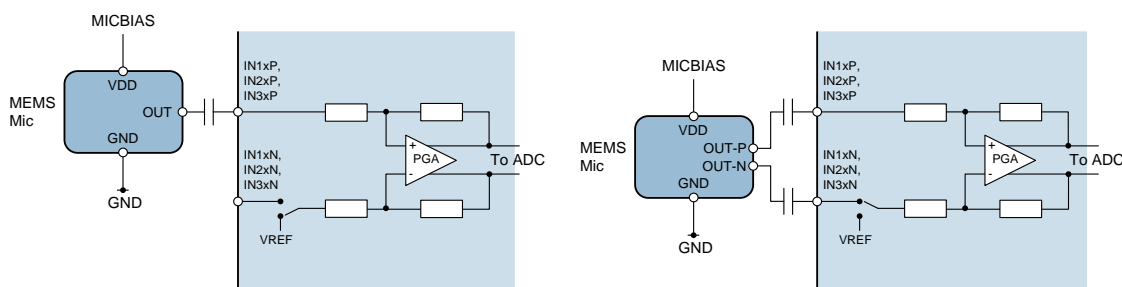 MICBIAS
VDD
MEMS
Mic
OUT
GND
GND
IN1xP,
IN2xP,
IN3xP
+
PGA
-
To ADC
IN1xN,
IN2xN,
IN3xN
VREF
MICBIAS
VDD
MEMS
Mic
OUT-P
OUT-N
GND
GND
IN1xP,
IN2xP,
IN3xP
+
PGA
-
To ADC
IN1xN,
IN2xN,
IN3xN
VREF